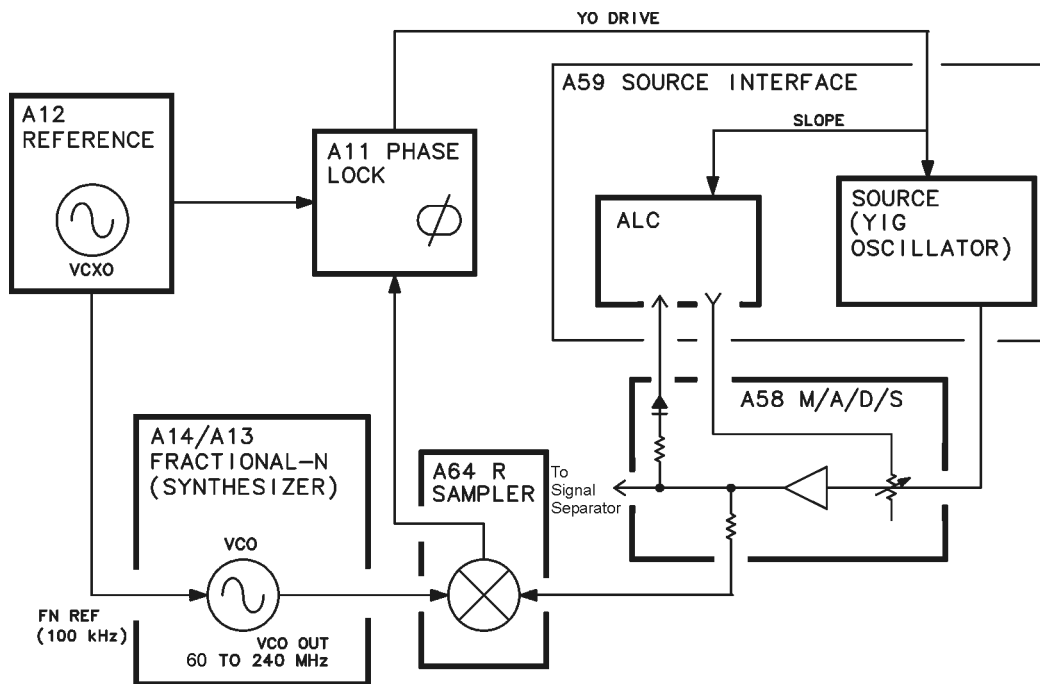 YO DRIVE
A59 SOURCE INTERFACE
SLOPE
A12
REFERENCE
VCXO
A11 PHASE
LOCK
ALC
SOURCE
(YIG
OSCILLATOR)
A58 M/A/D/S
A14/A13
FRACTIONAL-N
(SYNTHESIZER)
VCO
A64 R
SAMPLER
To
Signal
Separator
FN REF
(100 kHz)
VCO OUT
60 TO 240 MHz